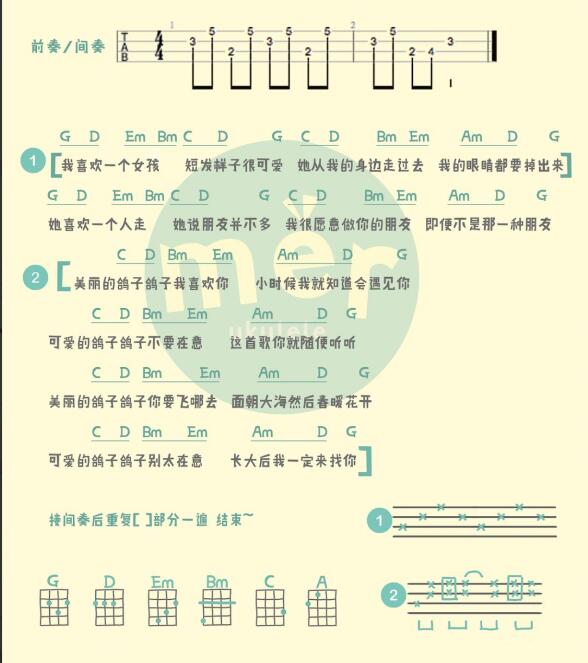 前奏/间奏
T A B 4 4 1 3 5 2 5 3 5 2 5 2 3 5 2 4 3
G D Em Bm C D G C D Bm Em Am D G
1 [我喜欢一个女孩 短发样子很可爱 她从我的身边走过去 我的眼睛都要掉出来]
G D Em Bm C D G C D Bm Em Am D G
她喜欢一个人走 她说朋友并不多 我很愿意做你的朋友 即便不是那一种朋友
C D Bm Em Am D G
2 [美丽的鸽子鸽子我喜欢你 小时候我就知道会遇见你
C D Bm Em Am D G
可爱的鸽子鸽子不要在意 这首歌你就随便听听
C D Bm Em Am D G
美丽的鸽子鸽子你要飞哪去 面朝大海然后春暖花开
C D Bm Em Am D G
可爱的鸽子鸽子别太在意 长大后我一定来找你]
měr
ukulele
接间奏后重复[ ]部分一遍 结束~
1
G D Em Bm C A
2